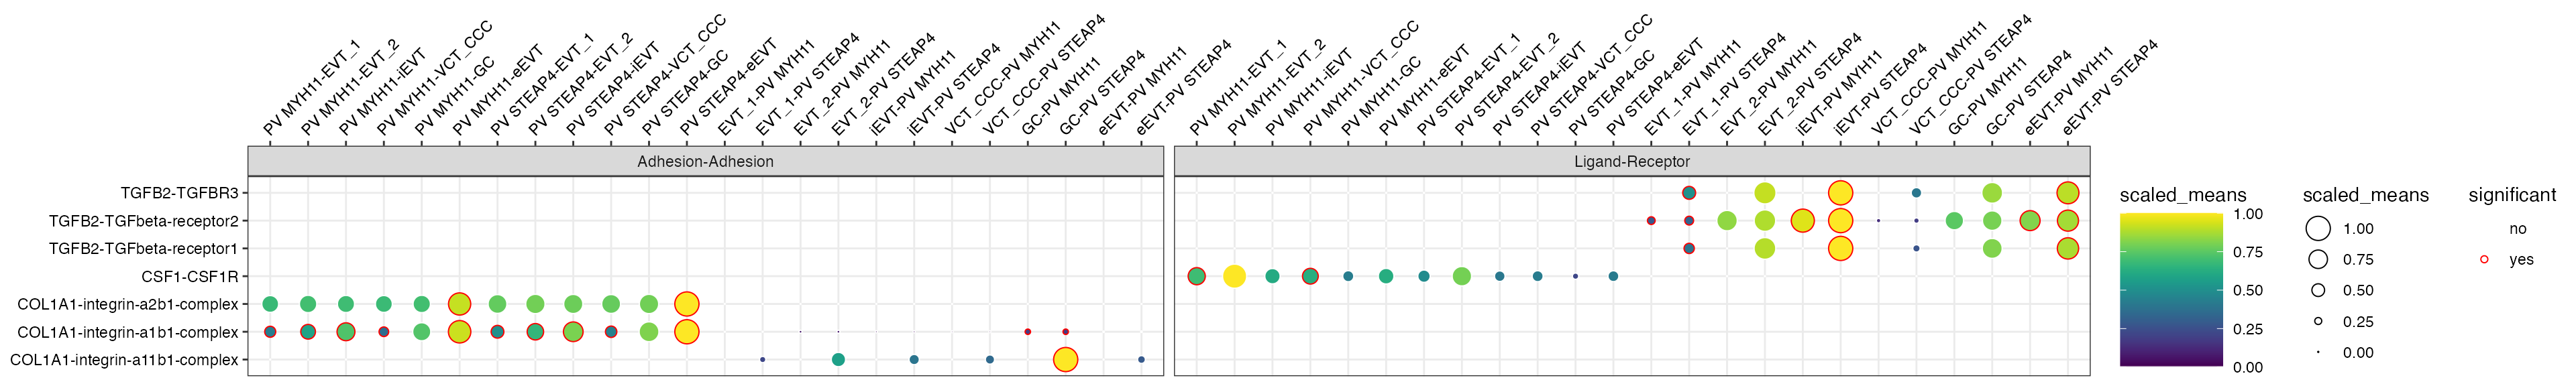 PV MYH11-EVT_1
PV MYH11-EVT_2
PV MYH11-iEVT
PV MYH11-VCT_CCC
PV MYH11-GC
PV MYH11-eEVT
PV STEAP4-EVT_1
PV STEAP4-EVT_2
PV STEAP4-iEVT
PV STEAP4-VCT_CCC
PV STEAP4-GC
PV STEAP4-eEVT
EVT_1-PV MYH11
EVT_1-PV STEAP4
EVT_2-PV MYH11
EVT_2-PV STEAP4
iEVT-PV MYH11
iEVT-PV STEAP4
VCT_CCC-PV MYH11
VCT_CCC-PV STEAP4
GC-PV MYH11
GC-PV STEAP4
eEVT-PV MYH11
eEVT-PV STEAP4
PV MYH11-EVT_1
PV MYH11-EVT_2
PV MYH11-iEVT
PV MYH11-VCT_CCC
PV MYH11-GC
PV MYH11-eEVT
PV STEAP4-EVT_1
PV STEAP4-EVT_2
PV STEAP4-iEVT
PV STEAP4-VCT_CCC
PV STEAP4-GC
PV STEAP4-eEVT
EVT_1-PV MYH11
EVT_1-PV STEAP4
EVT_2-PV MYH11
EVT_2-PV STEAP4
iEVT-PV MYH11
iEVT-PV STEAP4
VCT_CCC-PV MYH11
VCT_CCC-PV STEAP4
GC-PV MYH11
GC-PV STEAP4
eEVT-PV MYH11
eEVT-PV STEAP4
Adhesion-Adhesion
Ligand-Receptor
TGFB2-TGFBR3
TGFB2-TGFbeta-receptor2
TGFB2-TGFbeta-receptor1
CSF1-CSF1R
COL1A1-integrin-a2b1-complex
COL1A1-integrin-a1b1-complex
COL1A1-integrin-a11b1-complex
scaled_means
1.00
0.75
0.50
0.25
0.00
scaled_means
1.00
0.75
0.50
0.25
0.00
significant
no
yes